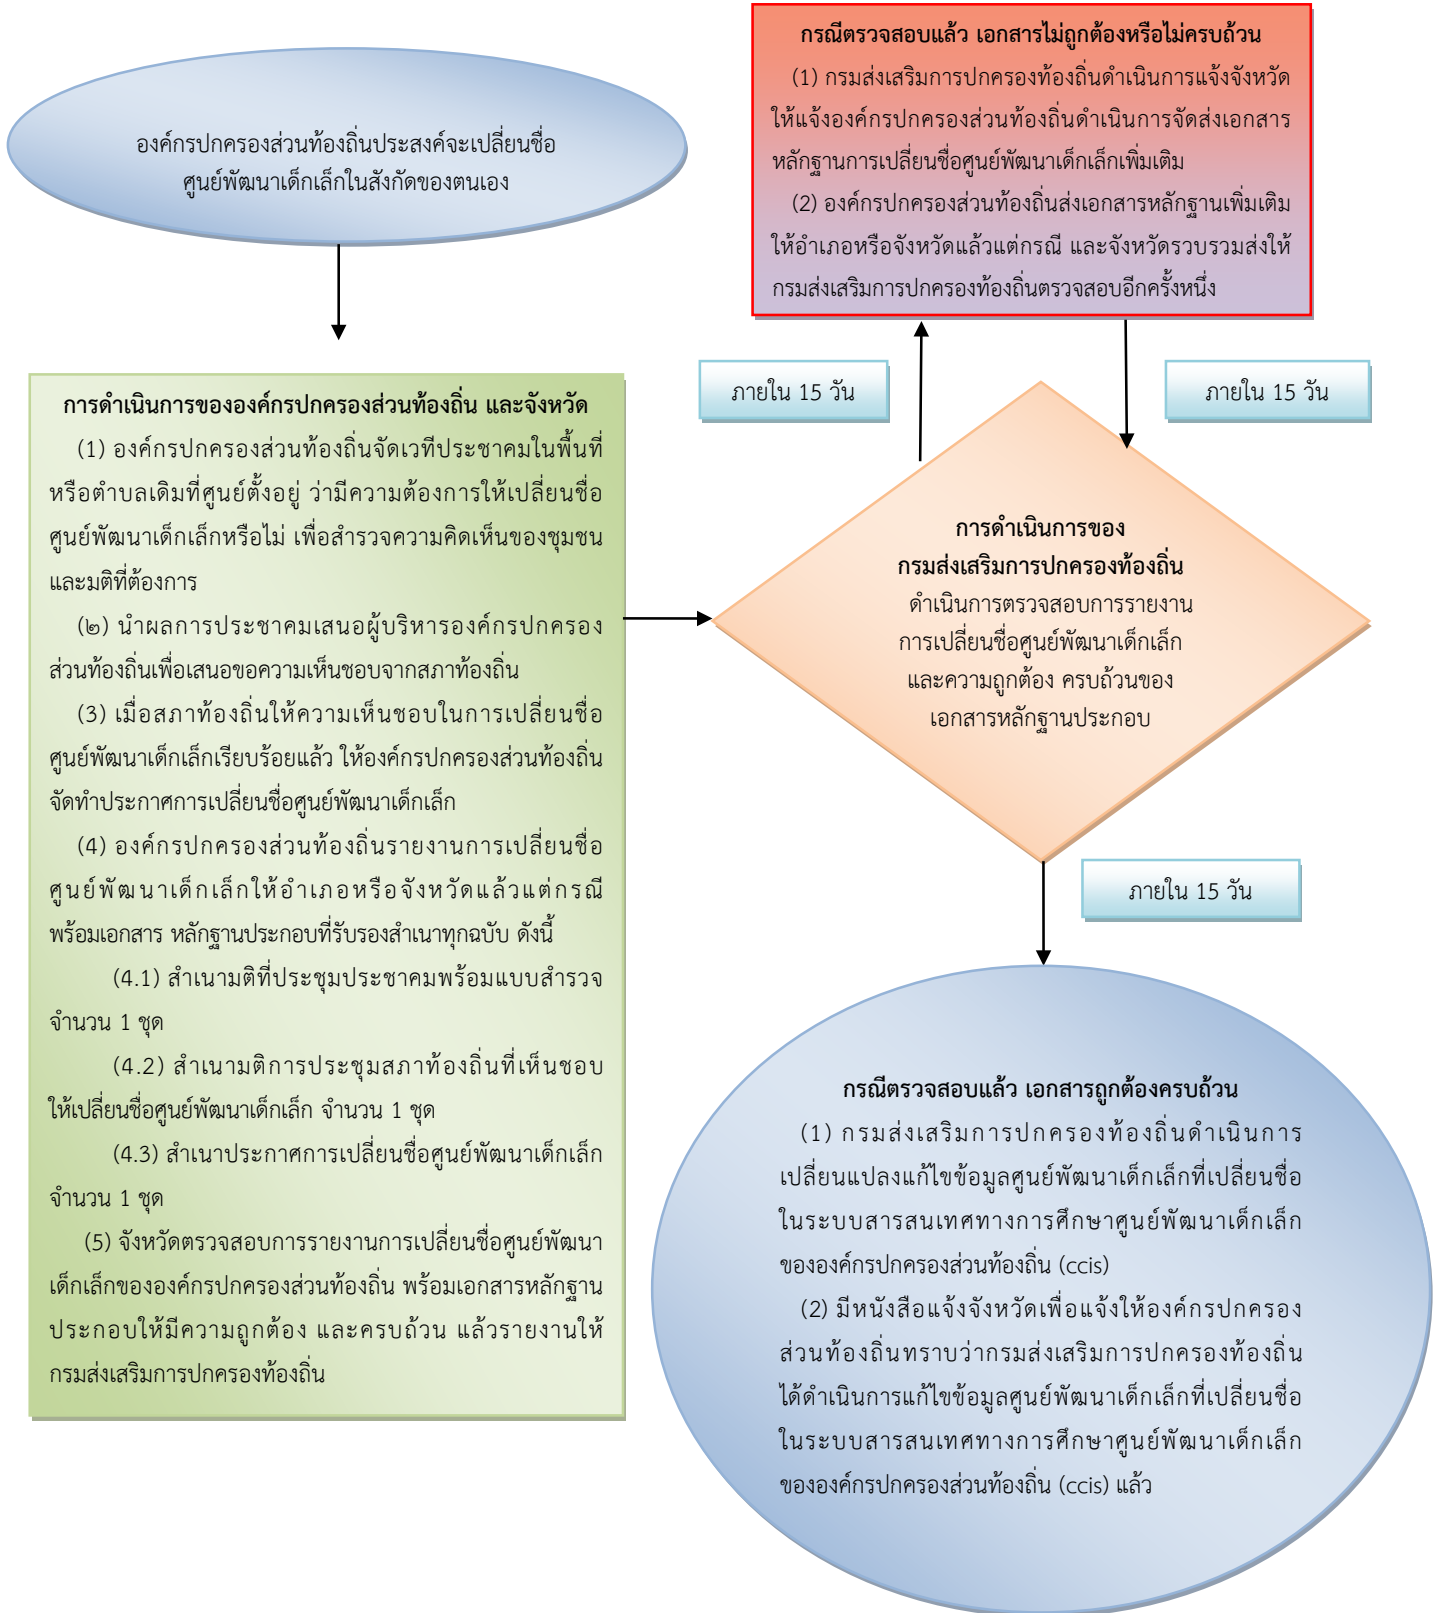 องค์กรปกครองส่วนท้องถิ่นประสงค์จะเปลี่ยนชื่อ
ศูนย์พัฒนาเด็กเล็กในสังกัดของตนเอง
การดำเนินการขององค์กรปกครองส่วนท้องถิ่น และจังหวัด
(1) องค์กรปกครองส่วนท้องถิ่นจัดเวทีประชาคมในพื้นที่
หรือตำบลเดิมที่ศูนย์ตั้งอยู่ ว่ามีความต้องการให้เปลี่ยนชื่อ
ศูนย์พัฒนาเด็กเล็กหรือไม่ เพื่อสำรวจความคิดเห็นของชุมชน
และมติที่ต้องการ
(๒) นำผลการประชาคมเสนอผู้บริหารองค์กรปกครอง
ส่วนท้องถิ่นเพื่อเสนอขอความเห็นชอบจากสภาท้องถิ่น
(3) เมื่อสภาท้องถิ่นให้ความเห็นชอบในการเปลี่ยนชื่อ
ศูนย์พัฒนาเด็กเล็กเรียบร้อยแล้ว ให้องค์กรปกครองส่วนท้องถิ่น
จัดทำประกาศการเปลี่ยนชื่อศูนย์พัฒนาเด็กเล็ก
(4) องค์กรปกครองส่วนท้องถิ่นรายงานการเปลี่ยนชื่อ
ศูนย์พัฒนาเด็กเล็กให้อำเภอหรือจังหวัดแล้วแต่กรณี
พร้อมเอกสาร หลักฐานประกอบที่รับรองสำเนาทุกฉบับ ดังนี้
(4.1) สำเนามติที่ประชุมประชาคมพร้อมแบบสำรวจ
จำนวน 1 ชุด
(4.2) สำเนามติการประชุมสภาท้องถิ่นที่เห็นชอบ
ให้เปลี่ยนชื่อศูนย์พัฒนาเด็กเล็ก จำนวน 1 ชุด
(4.3) สำเนาประกาศการเปลี่ยนชื่อศูนย์พัฒนาเด็กเล็ก
จำนวน 1 ชุด
(5) จังหวัดตรวจสอบการรายงานการเปลี่ยนชื่อศูนย์พัฒนา
เด็กเล็กขององค์กรปกครองส่วนท้องถิ่น พร้อมเอกสารหลักฐาน
ประกอบให้มีความถูกต้อง และครบถ้วน แล้วรายงานให้
กรมส่งเสริมการปกครองท้องถิ่น
กรณีตรวจสอบแล้ว เอกสารไม่ถูกต้องหรือไม่ครบถ้วน
(1) กรมส่งเสริมการปกครองท้องถิ่นดำเนินการแจ้งจังหวัด
ให้แจ้งองค์กรปกครองส่วนท้องถิ่นดำเนินการจัดส่งเอกสาร
หลักฐานการเปลี่ยนชื่อศูนย์พัฒนาเด็กเล็กเพิ่มเติม
(2) องค์กรปกครองส่วนท้องถิ่นส่งเอกสารหลักฐานเพิ่มเติม
ให้อำเภอหรือจังหวัดแล้วแต่กรณี และจังหวัดรวบรวมส่งให้
กรมส่งเสริมการปกครองท้องถิ่นตรวจสอบอีกครั้งหนึ่ง
ภายใน 15 วัน
ภายใน 15 วัน
การดำเนินการของ
กรมส่งเสริมการปกครองท้องถิ่น
ดำเนินการตรวจสอบการรายงาน
การเปลี่ยนชื่อศูนย์พัฒนาเด็กเล็ก
และความถูกต้อง ครบถ้วนของ
เอกสารหลักฐานประกอบ
ภายใน 15 วัน
กรณีตรวจสอบแล้ว เอกสารถูกต้องครบถ้วน
(1) กรมส่งเสริมการปกครองท้องถิ่นดำเนินการ
เปลี่ยนแปลงแก้ไขข้อมูลศูนย์พัฒนาเด็กเล็กที่เปลี่ยนชื่อ
ในระบบสารสนเทศทางการศึกษาศูนย์พัฒนาเด็กเล็ก
ขององค์กรปกครองส่วนท้องถิ่น (ccis)
(2) มีหนังสือแจ้งจังหวัดเพื่อแจ้งให้องค์กรปกครอง
ส่วนท้องถิ่นทราบว่ากรมส่งเสริมการปกครองท้องถิ่น
ได้ดำเนินการแก้ไขข้อมูลศูนย์พัฒนาเด็กเล็กที่เปลี่ยนชื่อ
ในระบบสารสนเทศทางการศึกษาศูนย์พัฒนาเด็กเล็ก
ขององค์กรปกครองส่วนท้องถิ่น (ccis) แล้ว